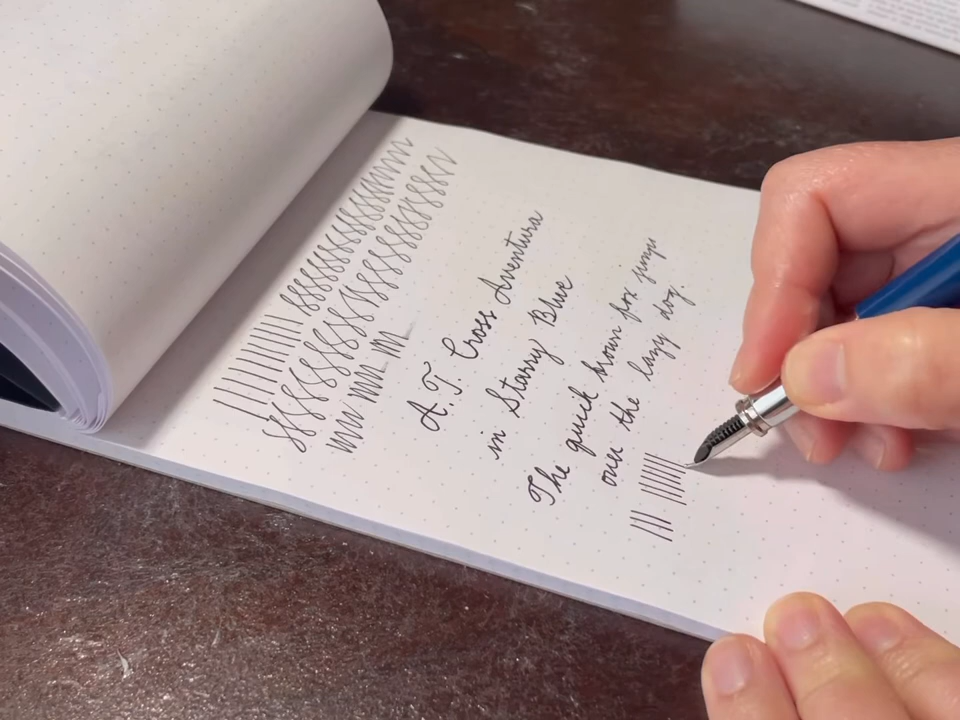 A.T. Cross Aventura
in Starry Blue
The quick brown fox jumps
over the lazy dog.